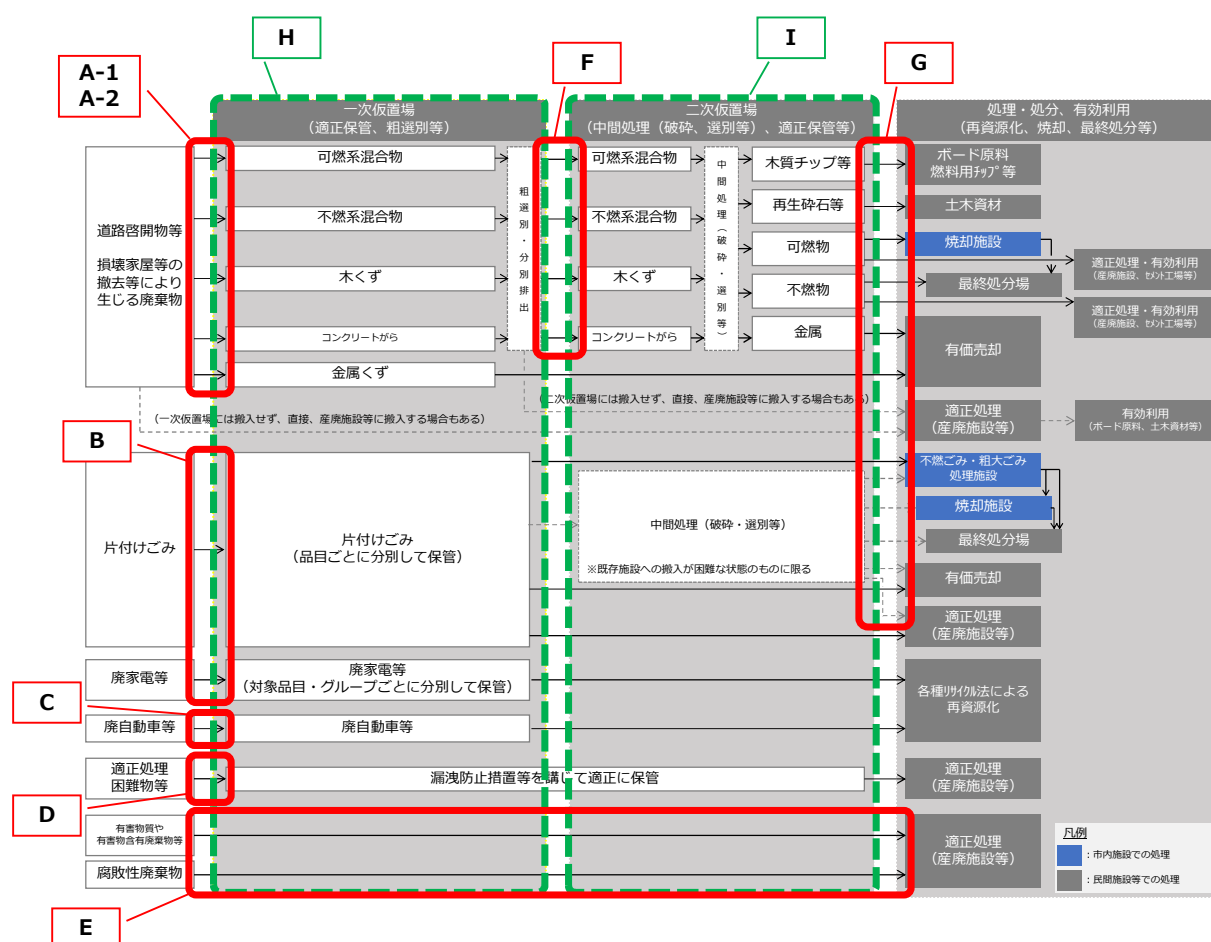 H
I
F
G
A-1
A-2
一次仮置場
（適正保管、粗選別等）
二次仮置場
（中間処理（破砕、選別等）、適正保管等）
処理・処分、有効利用
（再資源化、焼却、最終処分等）
道路啓開物等
損壊家屋等の
撤去等により
生じる廃棄物
可燃系混合物
不燃系混合物
木くず
コンクリートがら
金属くず
粗選別・分別排出
可燃系混合物
不燃系混合物
木くず
コンクリートがら
中間処理（破砕・選別等）
木質チップ等
再生砕石等
可燃物
不燃物
金属
ボード原料
燃料用ﾁｯﾌﾟ等
土木資材
焼却施設
最終処分場
適正処理・有効利用
（産廃施設、ｾﾒﾝﾄ工場等）
適正処理・有効利用
（産廃施設、ｾﾒﾝﾄ工場等）
有価売却
（二次仮置場には搬入せず、直接、産廃施設等に搬入する場合もある）
（一次仮置場には搬入せず、直接、産廃施設等に搬入する場合もある）
適正処理
（産廃施設等）
有効利用
（ボード原料、土木資材等）
B
片付けごみ
片付けごみ
（品目ごとに分別して保管）
中間処理（破砕・選別等）
※既存施設への搬入が困難な状態のものに限る
不燃ごみ・粗大ごみ
処理施設
焼却施設
最終処分場
有価売却
適正処理
（産廃施設等）
廃家電等
廃家電等
（対象品目・グループごとに分別して保管）
各種ﾘｻｲｸﾙ法による
再資源化
C
廃自動車等
廃自動車等
適正処理
困難物等
漏洩防止措置等を講じて適正に保管
適正処理
（産廃施設等）
D
有害物質や
有害物含有廃棄物等
腐敗性廃棄物
適正処理
（産廃施設等）
E
凡例
：市内施設での処理
：民間施設等での処理